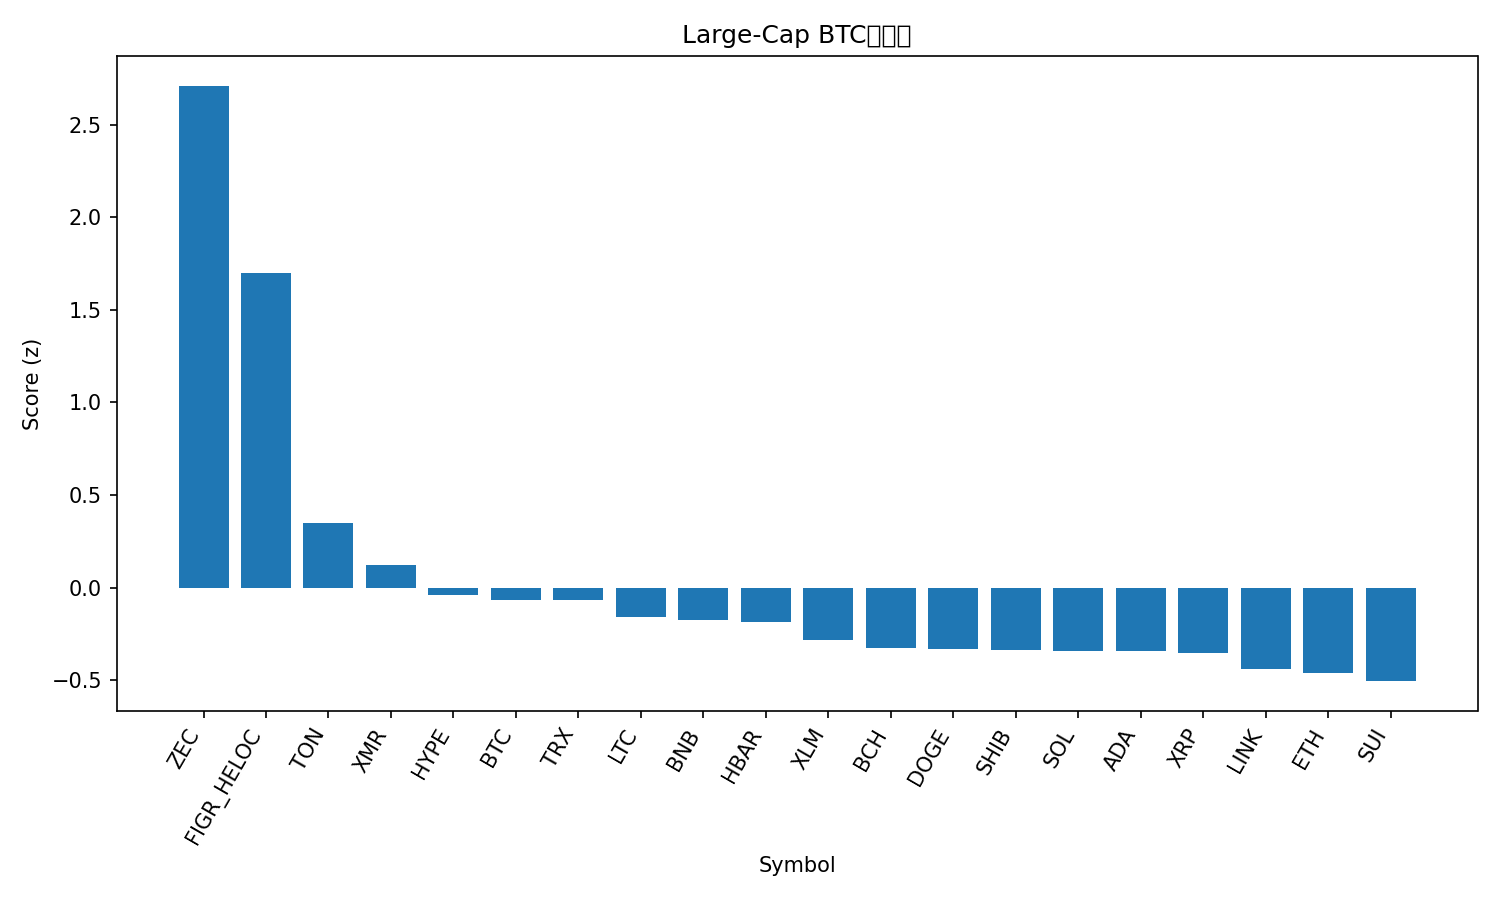 Large-Cap BTC
Score (z)
2.5
2.0
1.5
1.0
0.5
0.0
−0.5
ZEC
FIGR_HELOC
TON
XMR
HYPE
BTC
TRX
LTC
BNB
HBAR
XLM
BCH
DOGE
SHIB
SOL
ADA
XRP
LINK
ETH
SUI
Symbol